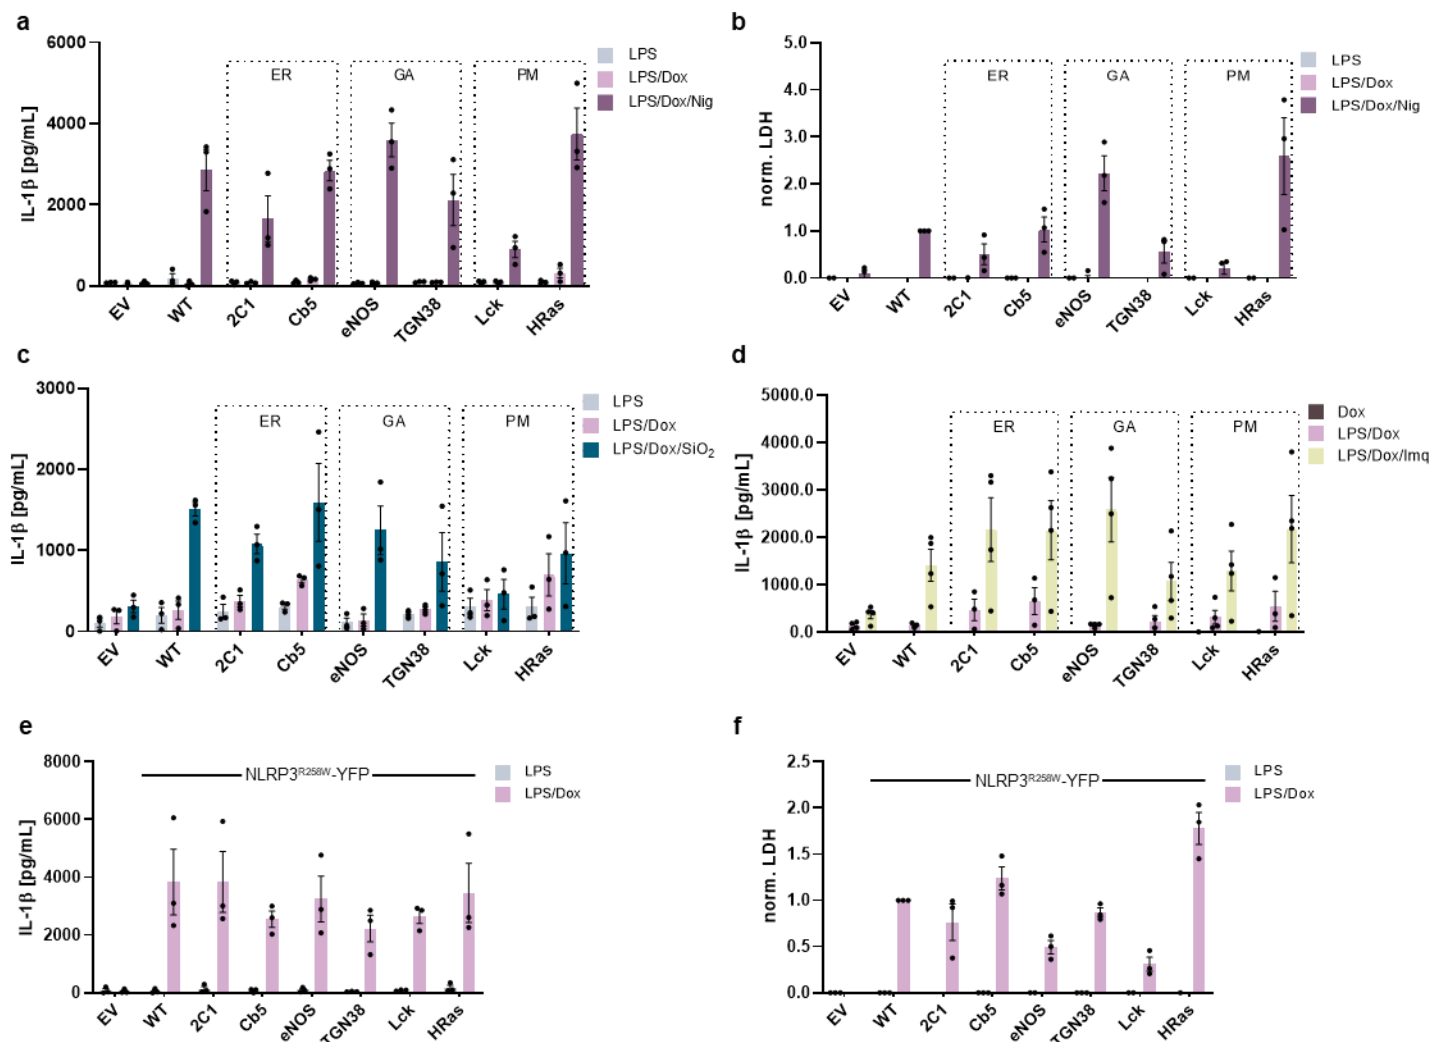 a
6000
4000
2000
0
IL-1β [pg/mL]
ER
GA
PM
LPS
LPS/Dox
LPS/Dox/Nig
EV
WT
2C1
Cb5
eNOS
TGN38
Lck
HRas
b
5.0
4.0
3.0
2.0
1.0
0.0
norm. LDH
ER
GA
PM
LPS
LPS/Dox
LPS/Dox/Nig
EV
WT
2C1
Cb5
eNOS
TGN38
Lck
HRas
c
3000
2000
1000
0
IL-1β [pg/mL]
ER
GA
PM
LPS
LPS/Dox
LPS/Dox/SiO₂
EV
WT
2C1
Cb5
eNOS
TGN38
Lck
HRas
d
5000.0
4000.0
3000.0
2000.0
1000.0
0.0
IL-1β [pg/mL]
ER
GA
PM
Dox
LPS/Dox
LPS/Dox/Imq
EV
WT
2C1
Cb5
eNOS
TGN38
Lck
HRas
e
8000
6000
4000
2000
0
IL-1β [pg/mL]
NLRP3ᴿ²⁵⁸ᵂ-YFP
LPS
LPS/Dox
EV
WT
2C1
Cb5
eNOS
TGN38
Lck
HRas
f
2.5
2.0
1.5
1.0
0.5
0.0
norm. LDH
NLRP3ᴿ²⁵⁸ᵂ-YFP
LPS
LPS/Dox
EV
WT
2C1
Cb5
eNOS
TGN38
Lck
HRas